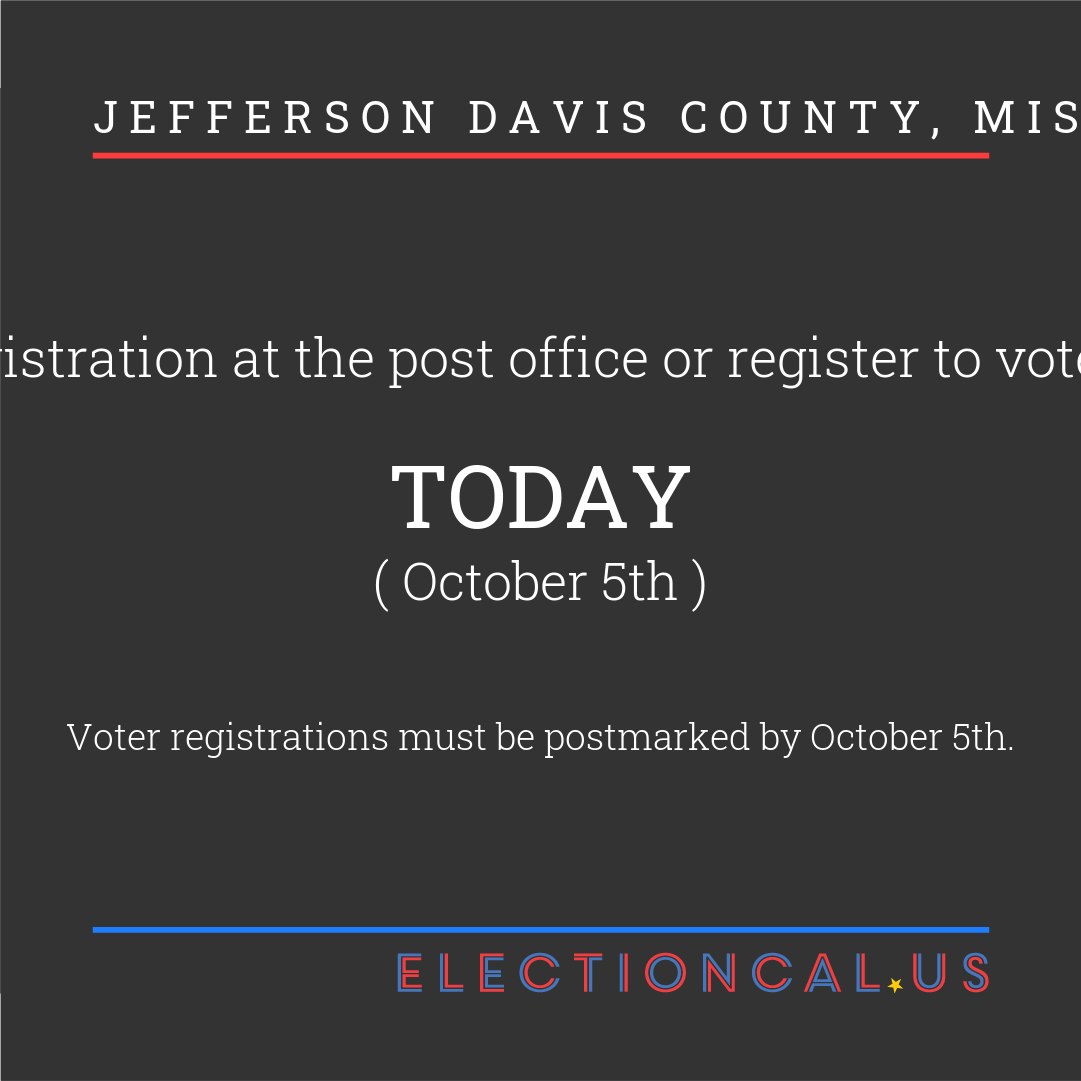 JEFFERSON DAVIS COUNTY, MIS
istration at the post office or register to vote
TODAY
( October 5th )
Voter registrations must be postmarked by October 5th.
ELECTIONCAL.US